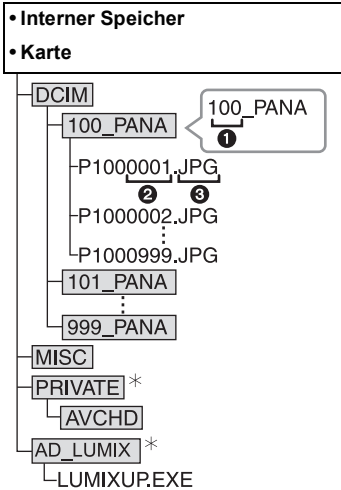 • Interner Speicher
• Karte
DCIM
100_PANA
100_PANA
❶
P1000001.JPG
❷ ❸
P1000002.JPG
P1000999.JPG
101_PANA
999_PANA
MISC
PRIVATE *
AVCHD
AD_LUMIX *
LUMIXUP.EXE